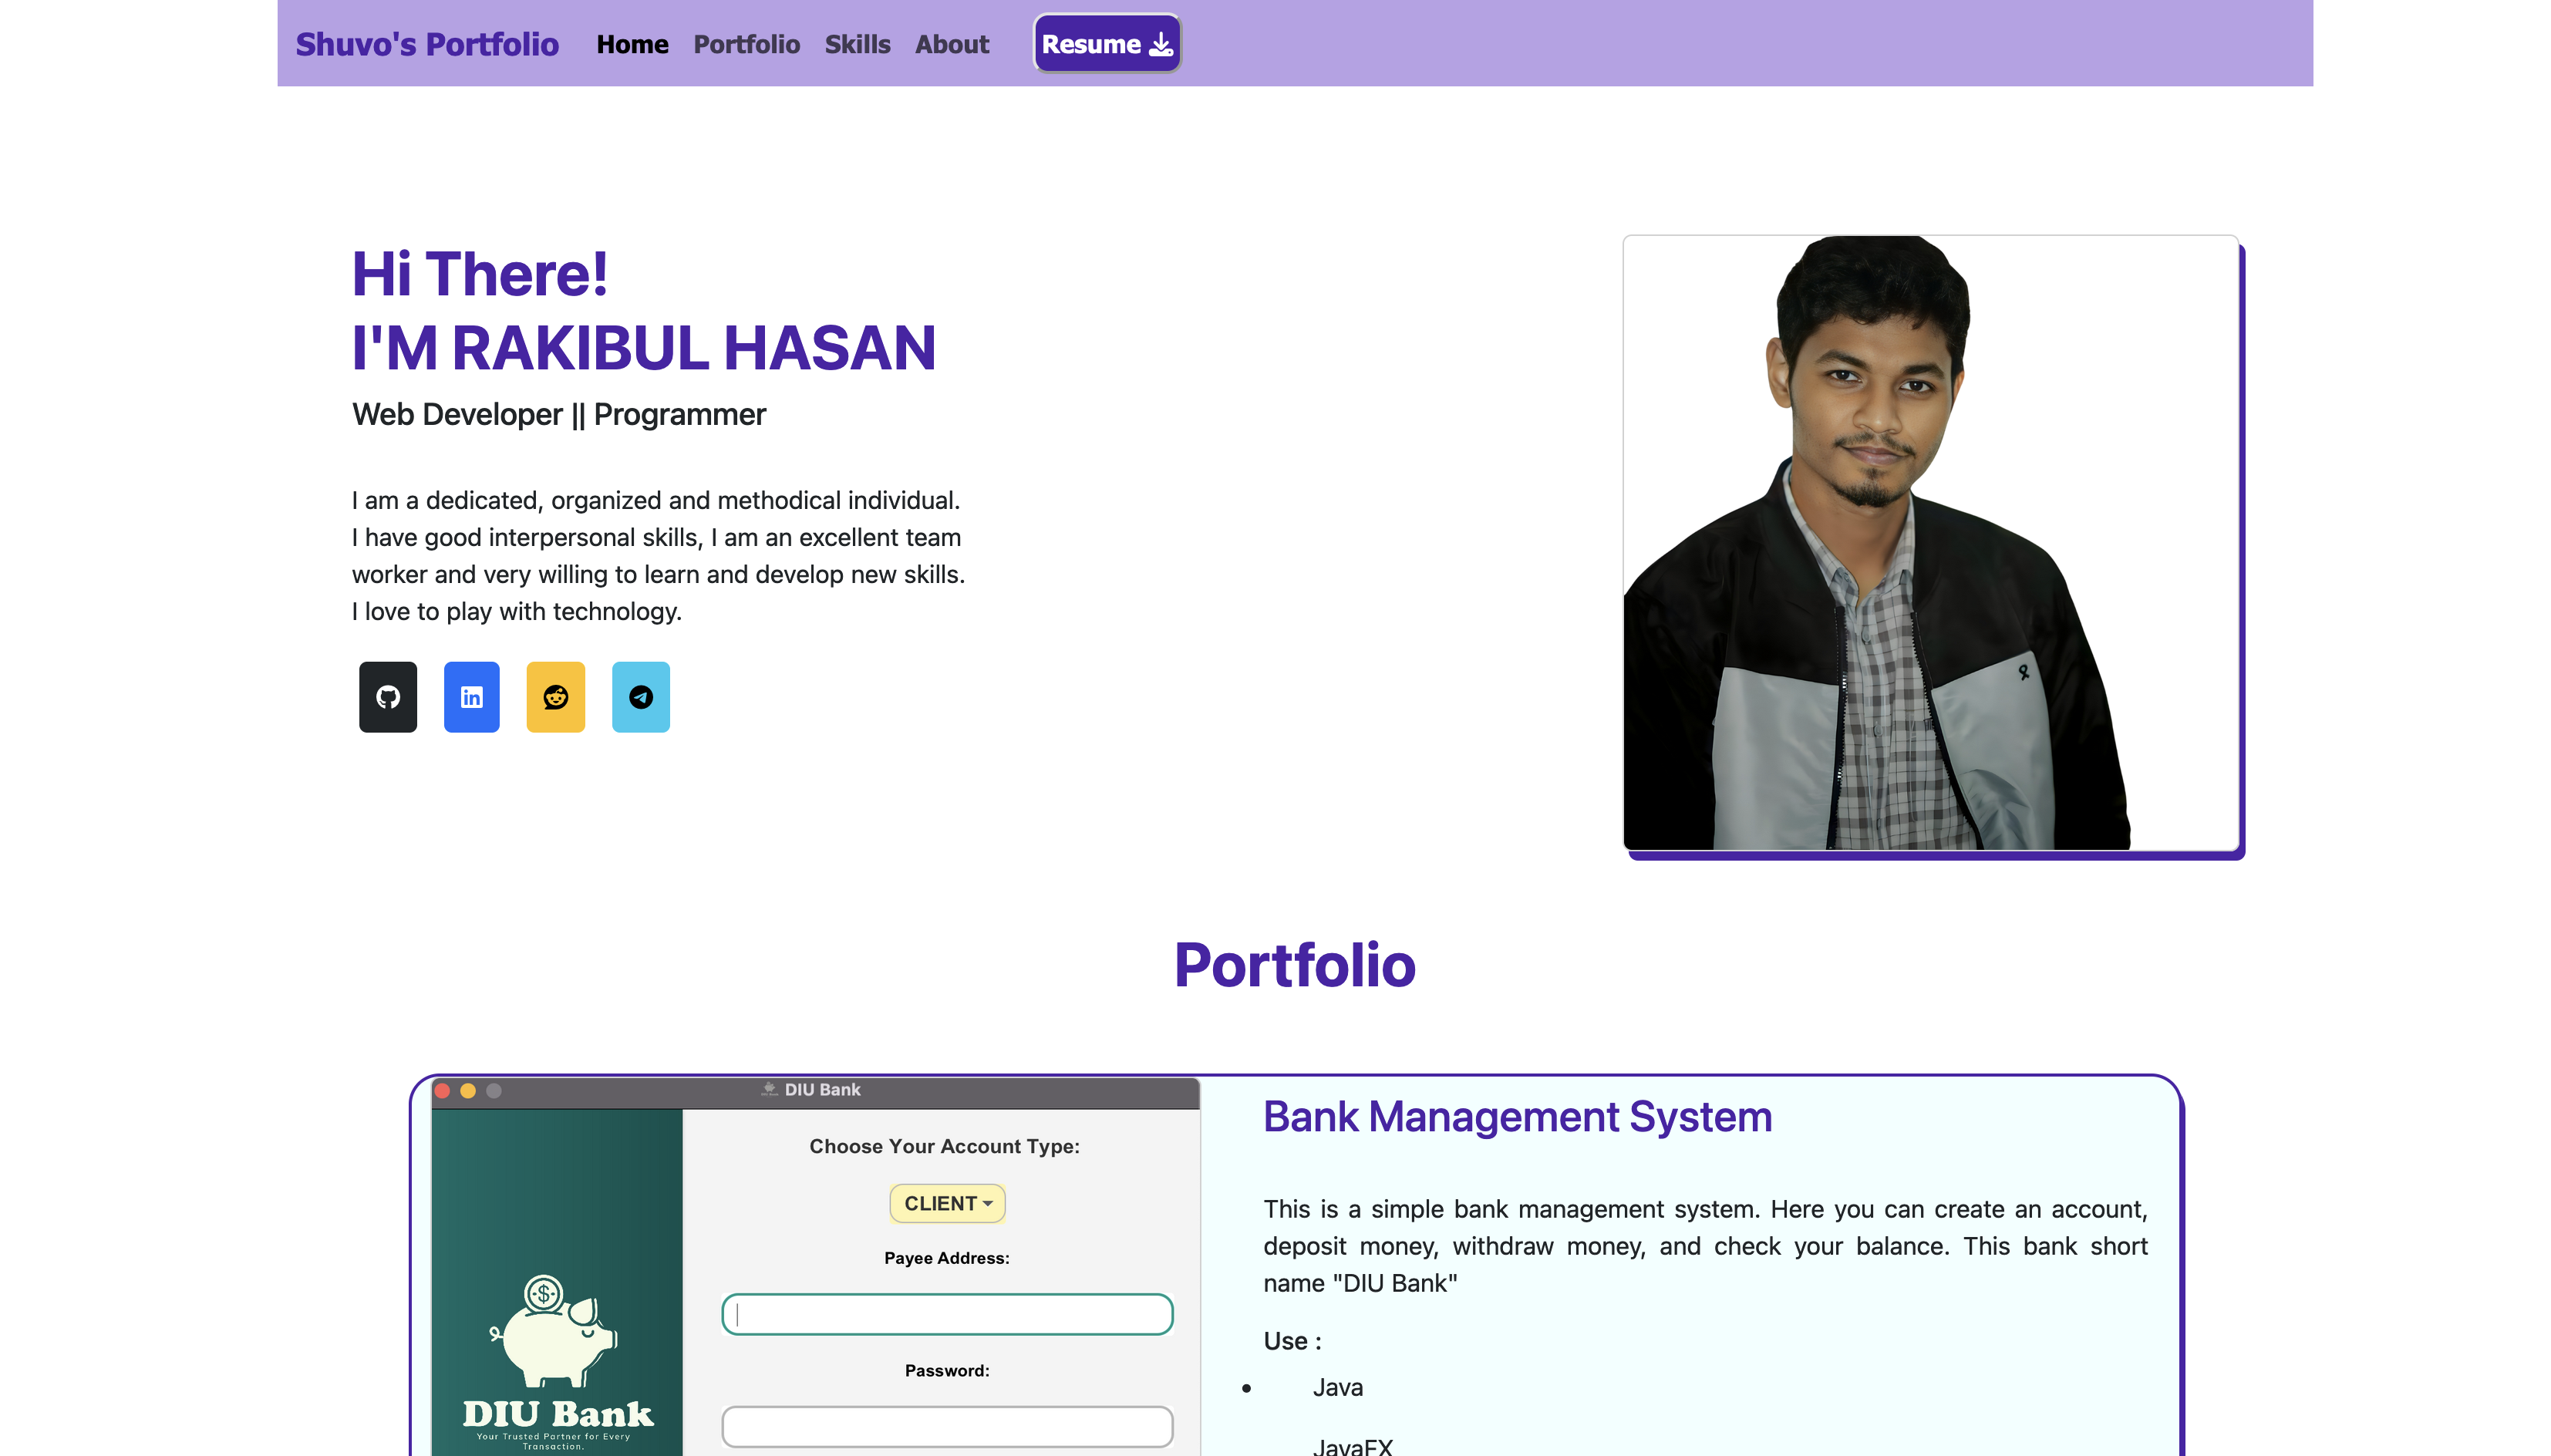 Shuvo's Portfolio Home Portfolio Skills About Resume
Hi There!
I'M RAKIBUL HASAN
Web Developer || Programmer
I am a dedicated, organized and methodical individual.
I have good interpersonal skills, I am an excellent team
worker and very willing to learn and develop new skills.
I love to play with technology.
in
Portfolio
DIU Bank
Choose Your Account Type:
CLIENT
Payee Address:
Password:
$
DIU Bank
Your Trusted Partner for Every
Transaction.
Bank Management System
This is a simple bank management system. Here you can create an account,
deposit money, withdraw money, and check your balance. This bank short
name "DIU Bank"
Use :
Java
JavaFX